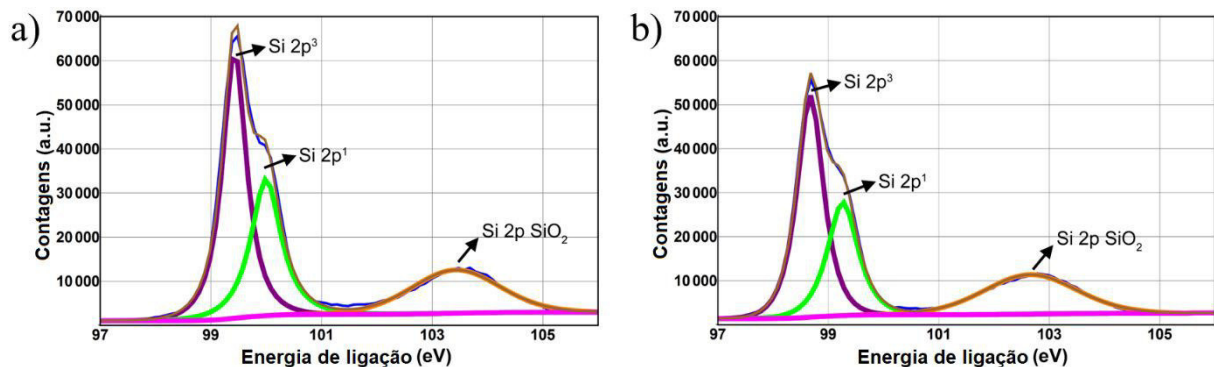 a)
Contagens (a.u.)
70 000
60 000
50 000
40 000
30 000
20 000
10 000
Si 2p³
Si 2p¹
Si 2p SiO₂
97 99 101 103 105
Energia de ligação (eV)
b)
Contagens (a.u.)
70 000
60 000
50 000
40 000
30 000
20 000
10 000
Si 2p³
Si 2p¹
Si 2p SiO₂
97 99 101 103 105
Energia de ligação (eV)